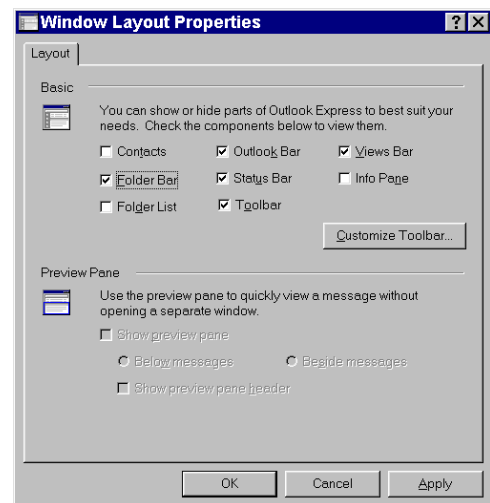 Window Layout Properties
Layout
Basic
You can show or hide parts of Outlook Express to best suit your
needs. Check the components below to view them.
Contacts Outlook Bar Views Bar
Folder Bar Status Bar Info Pane
Folder List Toolbar
Customize Toolbar...
Preview Pane
Use the preview pane to quickly view a message without
opening a separate window.
Show preview pane
Below messages Beside messages
Show preview pane header
OK Cancel Apply